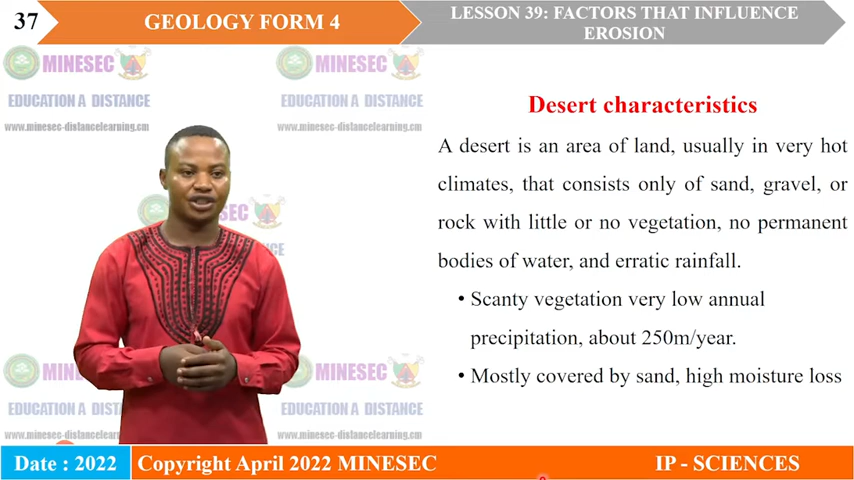 37
GEOLOGY FORM 4
LESSON 39: FACTORS THAT INFLUENCE
EROSION
MINESEC
MINESEC
EDUCATION A DISTANCE
EDUCATION A DISTANCE
www.minesec-distancelearning.cm
www.minesec-distancelearning.cm
Desert characteristics
A desert is an area of land, usually in very hot
climates, that consists only of sand, gravel, or
rock with little or no vegetation, no permanent
bodies of water, and erratic rainfall.
• Scanty vegetation very low annual
precipitation, about 250m/year.
• Mostly covered by sand, high moisture loss
MINESEC
MINESEC
EDUCATION A DISTANCE
www.minesec-distancelearning.cm
Date : 2022
Copyright April 2022 MINESEC
IP - SCIENCES